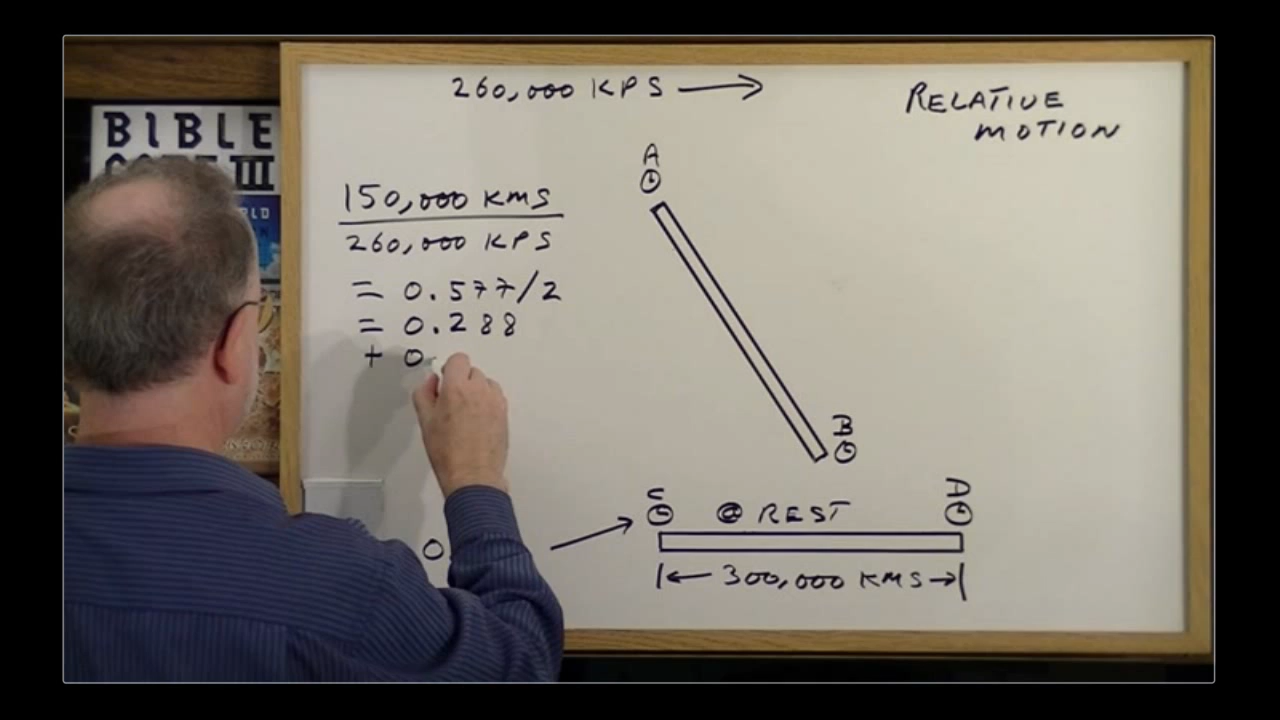 260,000 KPS
RELATIVE
MOTION
BIBLE
III
150,000 KMS
260,000 KPS
= 0.577/2
= 0.288
+ 0.
A
B
C
@ REST
D
0
300,000 KMS